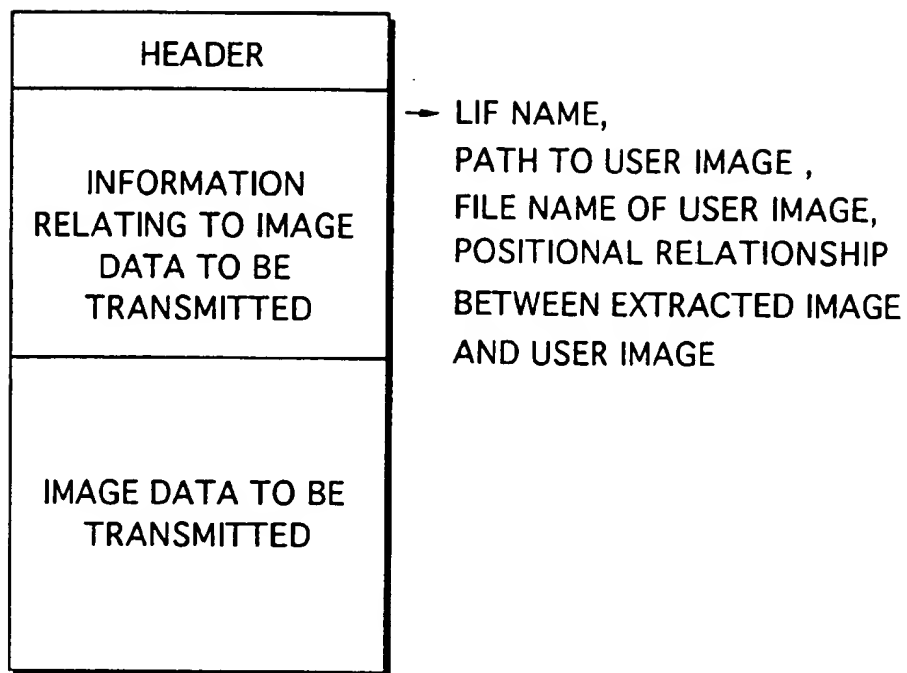 HEADER
INFORMATION
RELATING TO IMAGE
DATA TO BE
TRANSMITTED
IMAGE DATA TO BE
TRANSMITTED
→ LIF NAME,
PATH TO USER IMAGE ,
FILE NAME OF USER IMAGE,
POSITIONAL RELATIONSHIP
BETWEEN EXTRACTED IMAGE
AND USER IMAGE